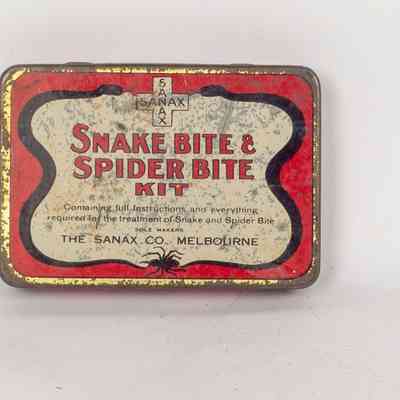 SANAX
SANAX
SNAKE BITE &
SPIDER BITE
KIT
Containing full Instructions and everything
required for the treatment of Snake and Spider Bite
SOLE MAKERS
THE SANAX CO. MELBOURNE